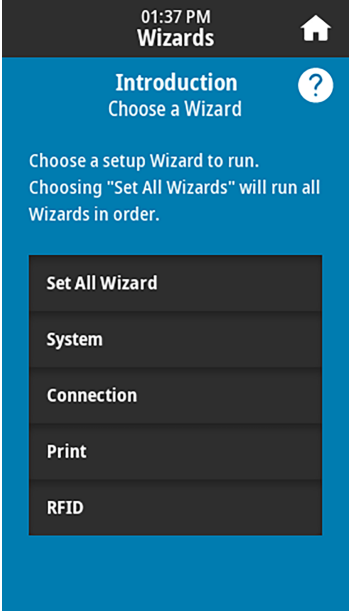 01:37 PM
Wizards
Introduction
?
Choose a Wizard
Choose a setup Wizard to run.
Choosing "Set All Wizards" will run all
Wizards in order.
Set All Wizard
System
Connection
Print
RFID